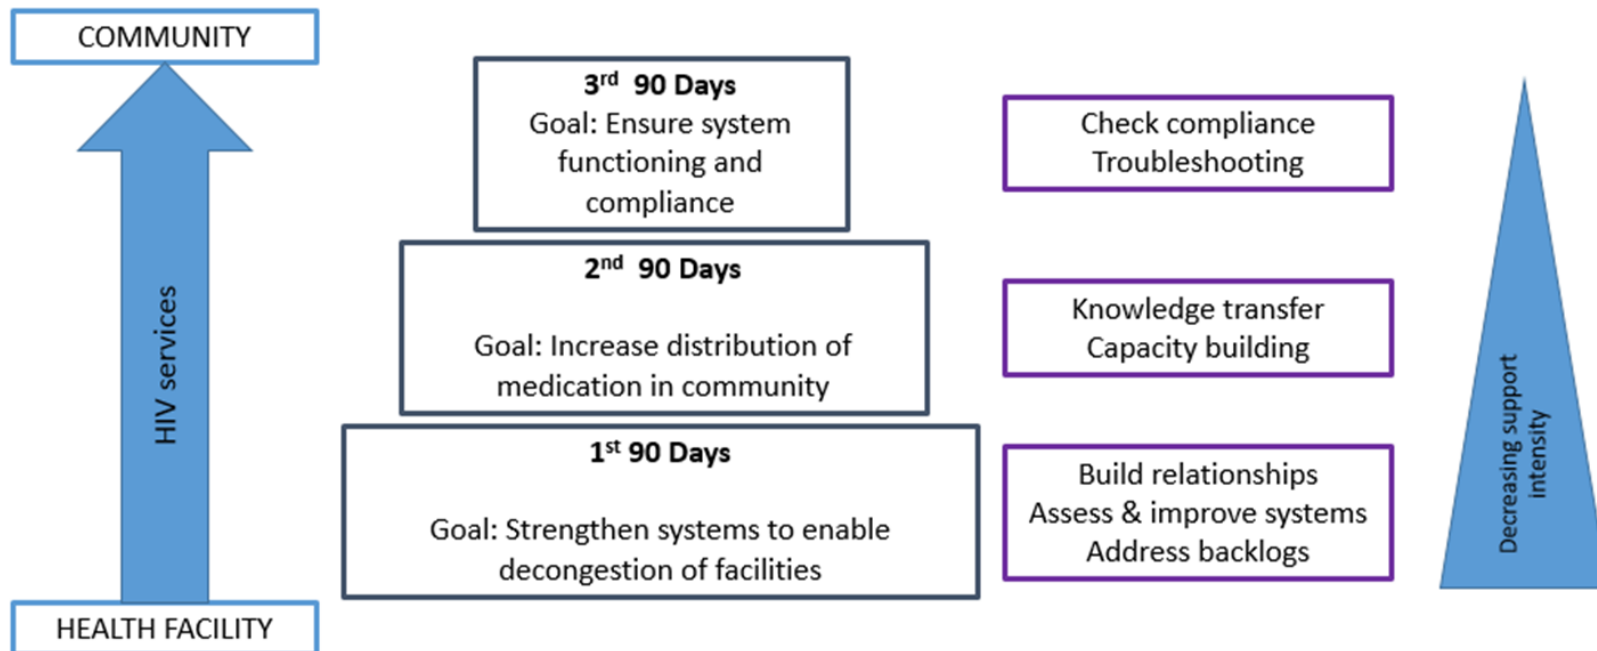 COMMUNITY
HIV services
HEALTH FACILITY
3rd 90 Days
Goal: Ensure system
functioning and
compliance
2nd 90 Days
Goal: Increase distribution of
medication in community
1st 90 Days
Goal: Strengthen systems to enable
decongestion of facilities
Check compliance
Troubleshooting
Knowledge transfer
Capacity building
Build relationships
Assess & improve systems
Address backlogs
Decreasing support
intensity